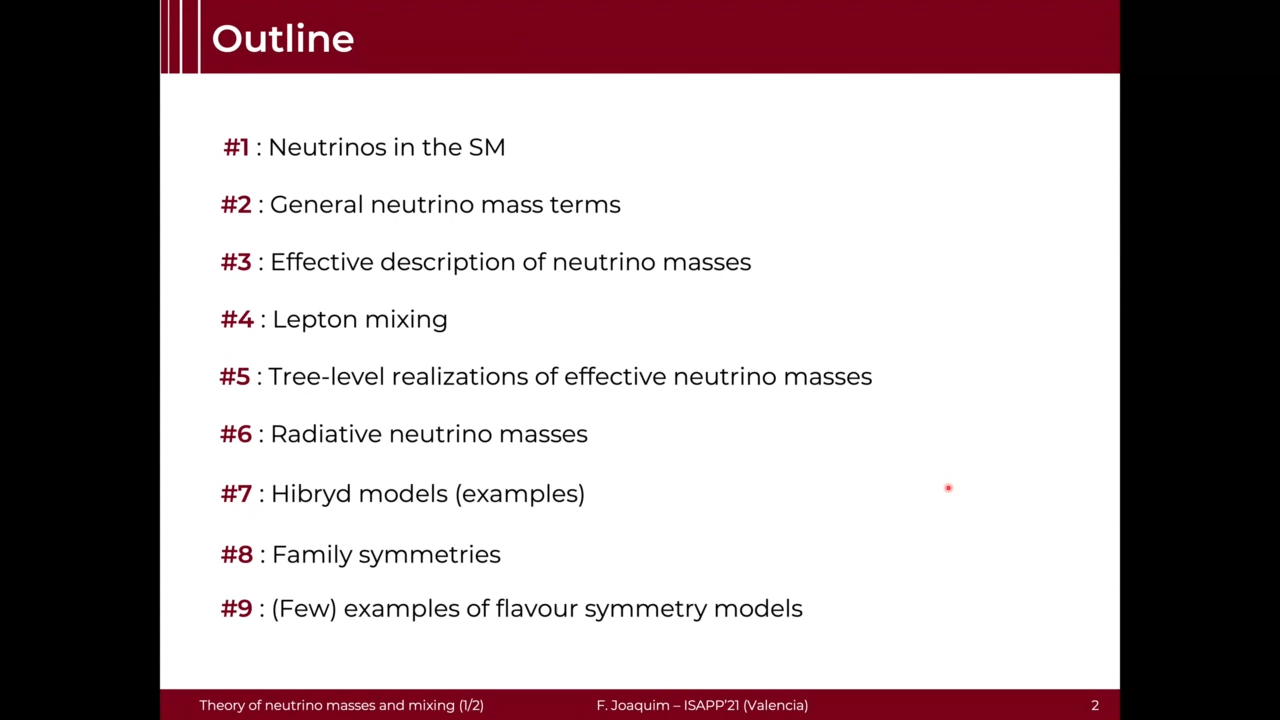 Outline
#1 : Neutrinos in the SM
#2 : General neutrino mass terms
#3 : Effective description of neutrino masses
#4 : Lepton mixing
#5 : Tree-level realizations of effective neutrino masses
#6 : Radiative neutrino masses
#7 : Hibryd models (examples)
#8 : Family symmetries
#9 : (Few) examples of flavour symmetry models
Theory of neutrino masses and mixing (1/2) F. Joaquim – ISAPP’21 (Valencia) 2